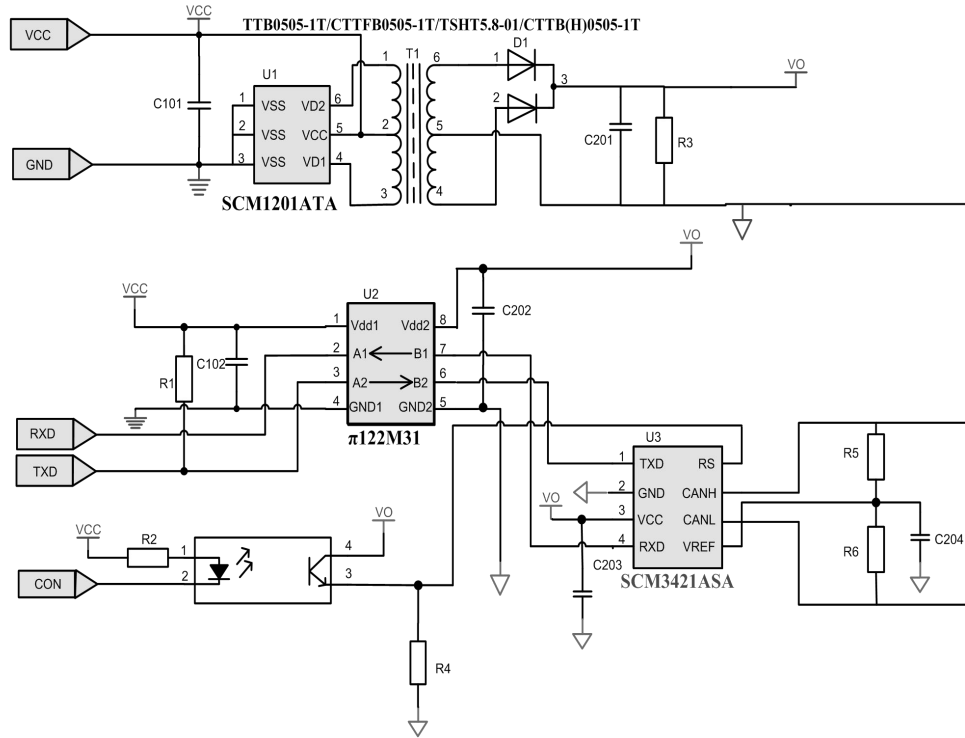 VCC
TTB0505-1T/CTTFB0505-1T/TSHT5.8-01/CTTB(H)0505-1T
VCC
D1
T1
1
6
1
3
VO
U1
C101
1 VSS VD2 6
2 VSS VCC 5
3 VSS VD1 4
2
5
2
C201
R3
GND
3
4
SCM1201ATA
VO
VCC
U2
C202
1 Vdd1 Vdd2 8
2 A1 B1 7
3 A2 B2 6
4 GND1 GND2 5
R1
C102
π122M31
RXD
TXD
U3
1 TXD RS
2 GND CANH
3 VCC CANL
4 RXD VREF
SCM3421ASA
R5
R6
C204
VO
C203
VCC
R2
1
2
CON
VO
4
3
R4